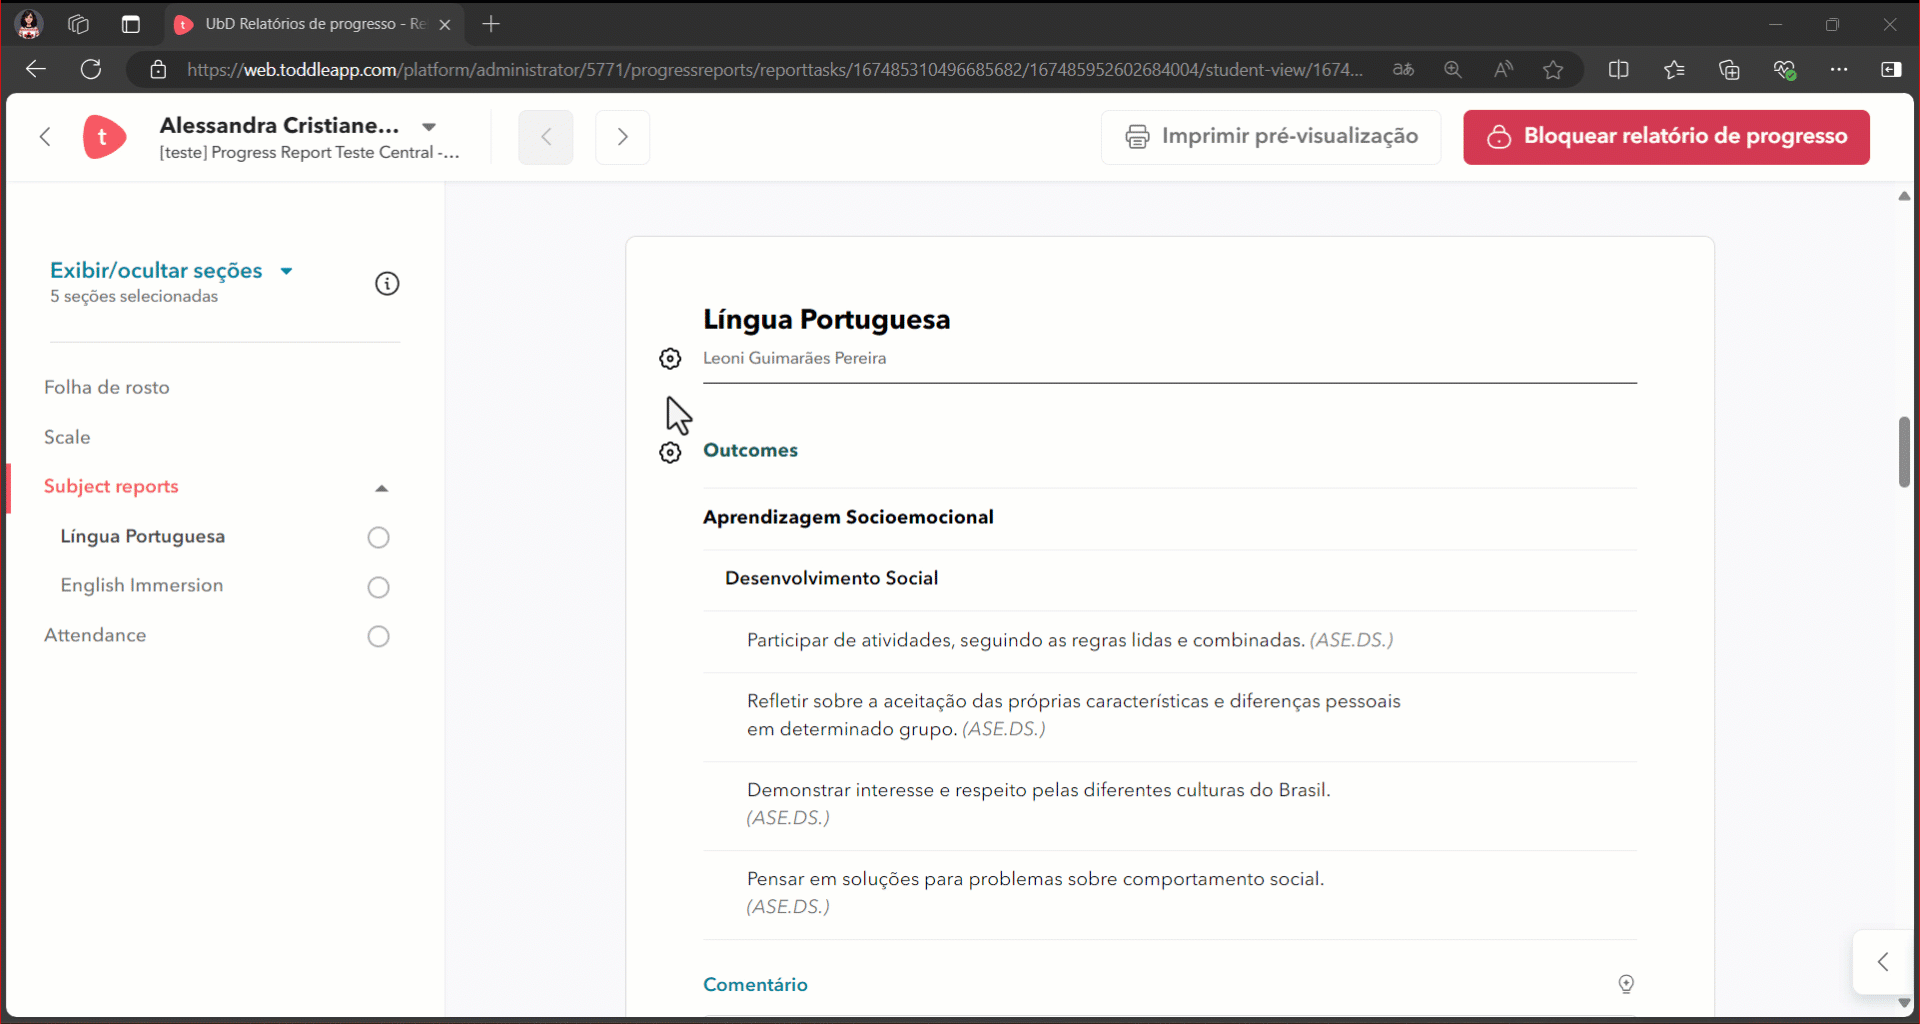 UbD Relatórios de progresso - Re
https://web.toddleapp.com/platform/administrator/5771/progressreports/reporttasks/167485310496685682/167485952602684004/student-view/1674...
t
Alessandra Cristiane...
[teste] Progress Report Teste Central -...
Imprimir pré-visualização
Bloquear relatório de progresso
Exibir/ocultar seções
5 seções selecionadas
Folha de rosto
Scale
Subject reports
Língua Portuguesa
English Immersion
Attendance
Língua Portuguesa
Leoni Guimarães Pereira
Outcomes
Aprendizagem Socioemocional
Desenvolvimento Social
Participar de atividades, seguindo as regras lidas e combinadas. (ASE.DS.)
Refletir sobre a aceitação das próprias características e diferenças pessoais
em determinado grupo. (ASE.DS.)
Demonstrar interesse e respeito pelas diferentes culturas do Brasil.
(ASE.DS.)
Pensar em soluções para problemas sobre comportamento social.
(ASE.DS.)
Comentário